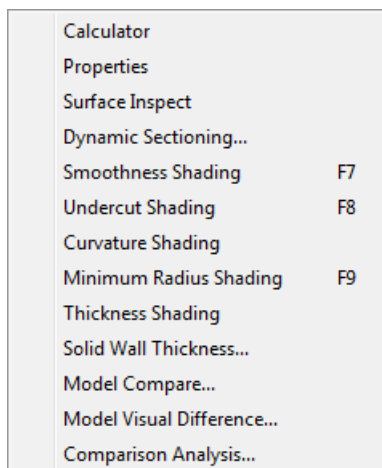 Calculator
Properties
Surface Inspect
Dynamic Sectioning...
Smoothness Shading F7
Undercut Shading F8
Curvature Shading
Minimum Radius Shading F9
Thickness Shading
Solid Wall Thickness...
Model Compare...
Model Visual Difference...
Comparison Analysis...